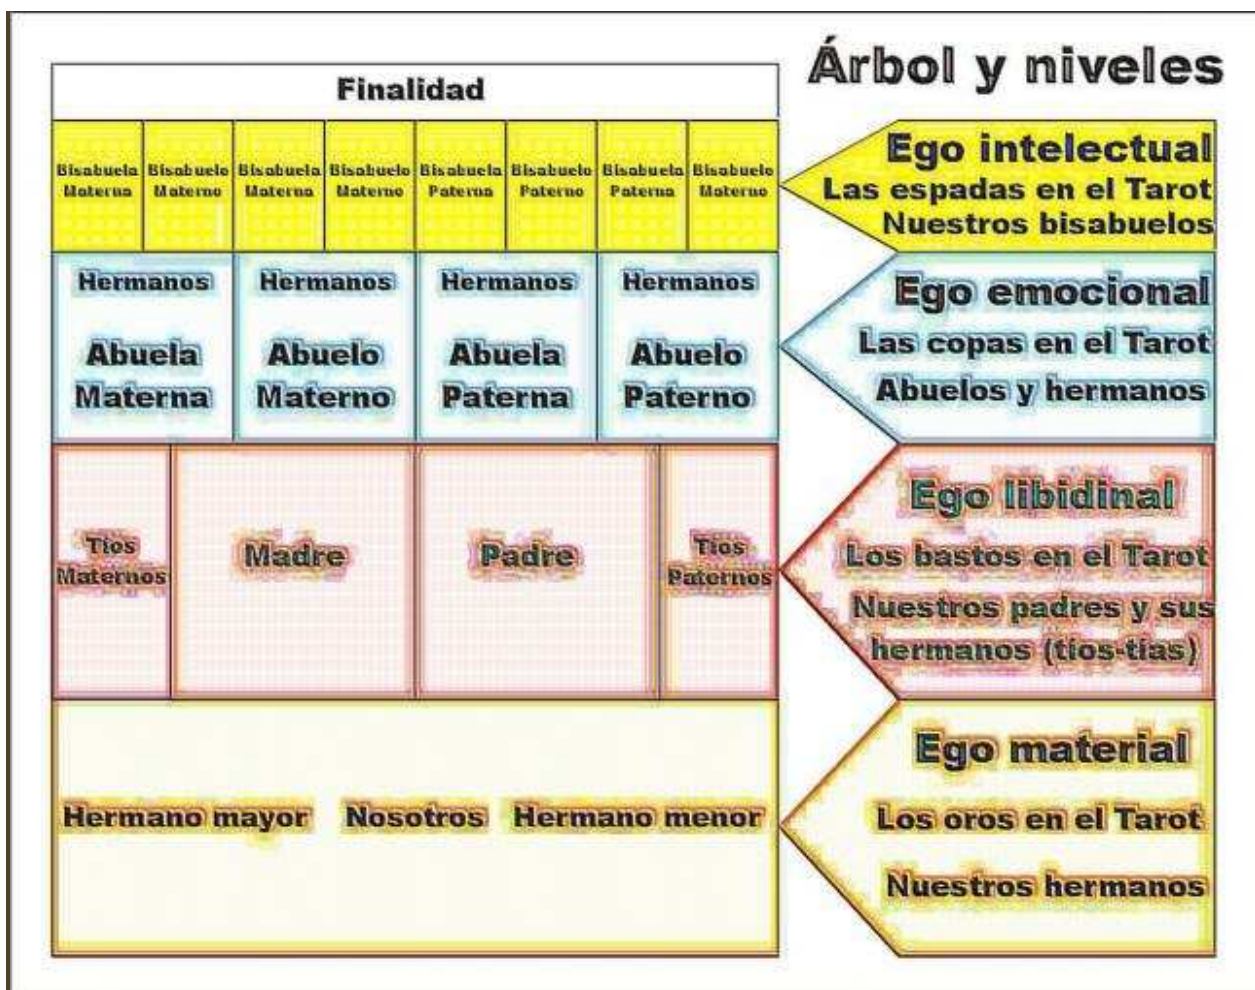 Árbol y niveles
Finalidad
Bisabuela Bisabuelo Bisabuela Bisabuelo Bisabuela Bisabuelo Bisabuela Bisabuelo
Materna Materno Materna Materno Paterna Paterno Paterna Materno
Ego intelectual
Las espadas en el Tarot
Nuestros bisabuelos
Hermanos Hermanos Hermanos Hermanos
Abuela Abuelo Abuela Abuelo
Materna Materno Paterna Paterno
Ego emocional
Las copas en el Tarot
Abuelos y hermanos
Tíos
Maternos
Madre
Padre
Tíos
Paternos
Ego libidinal
Los bastos en el Tarot
Nuestros padres y sus
hermanos (tíos-tías)
Hermano mayor Nosotros Hermano menor
Ego material
Los oros en el Tarot
Nuestros hermanos